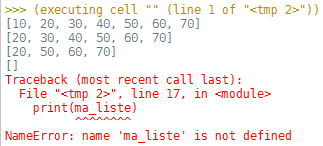 >>> (executing cell "" (line 1 of "<tmp 2>"))
[10, 20, 30, 40, 50, 60, 70]
[20, 30, 40, 50, 60, 70]
[20, 50, 60, 70]
[]
Traceback (most recent call last):
  File "<tmp 2>", line 17, in <module>
    print(ma_liste)
          ^^^^^^^^
NameError: name 'ma_liste' is not defined